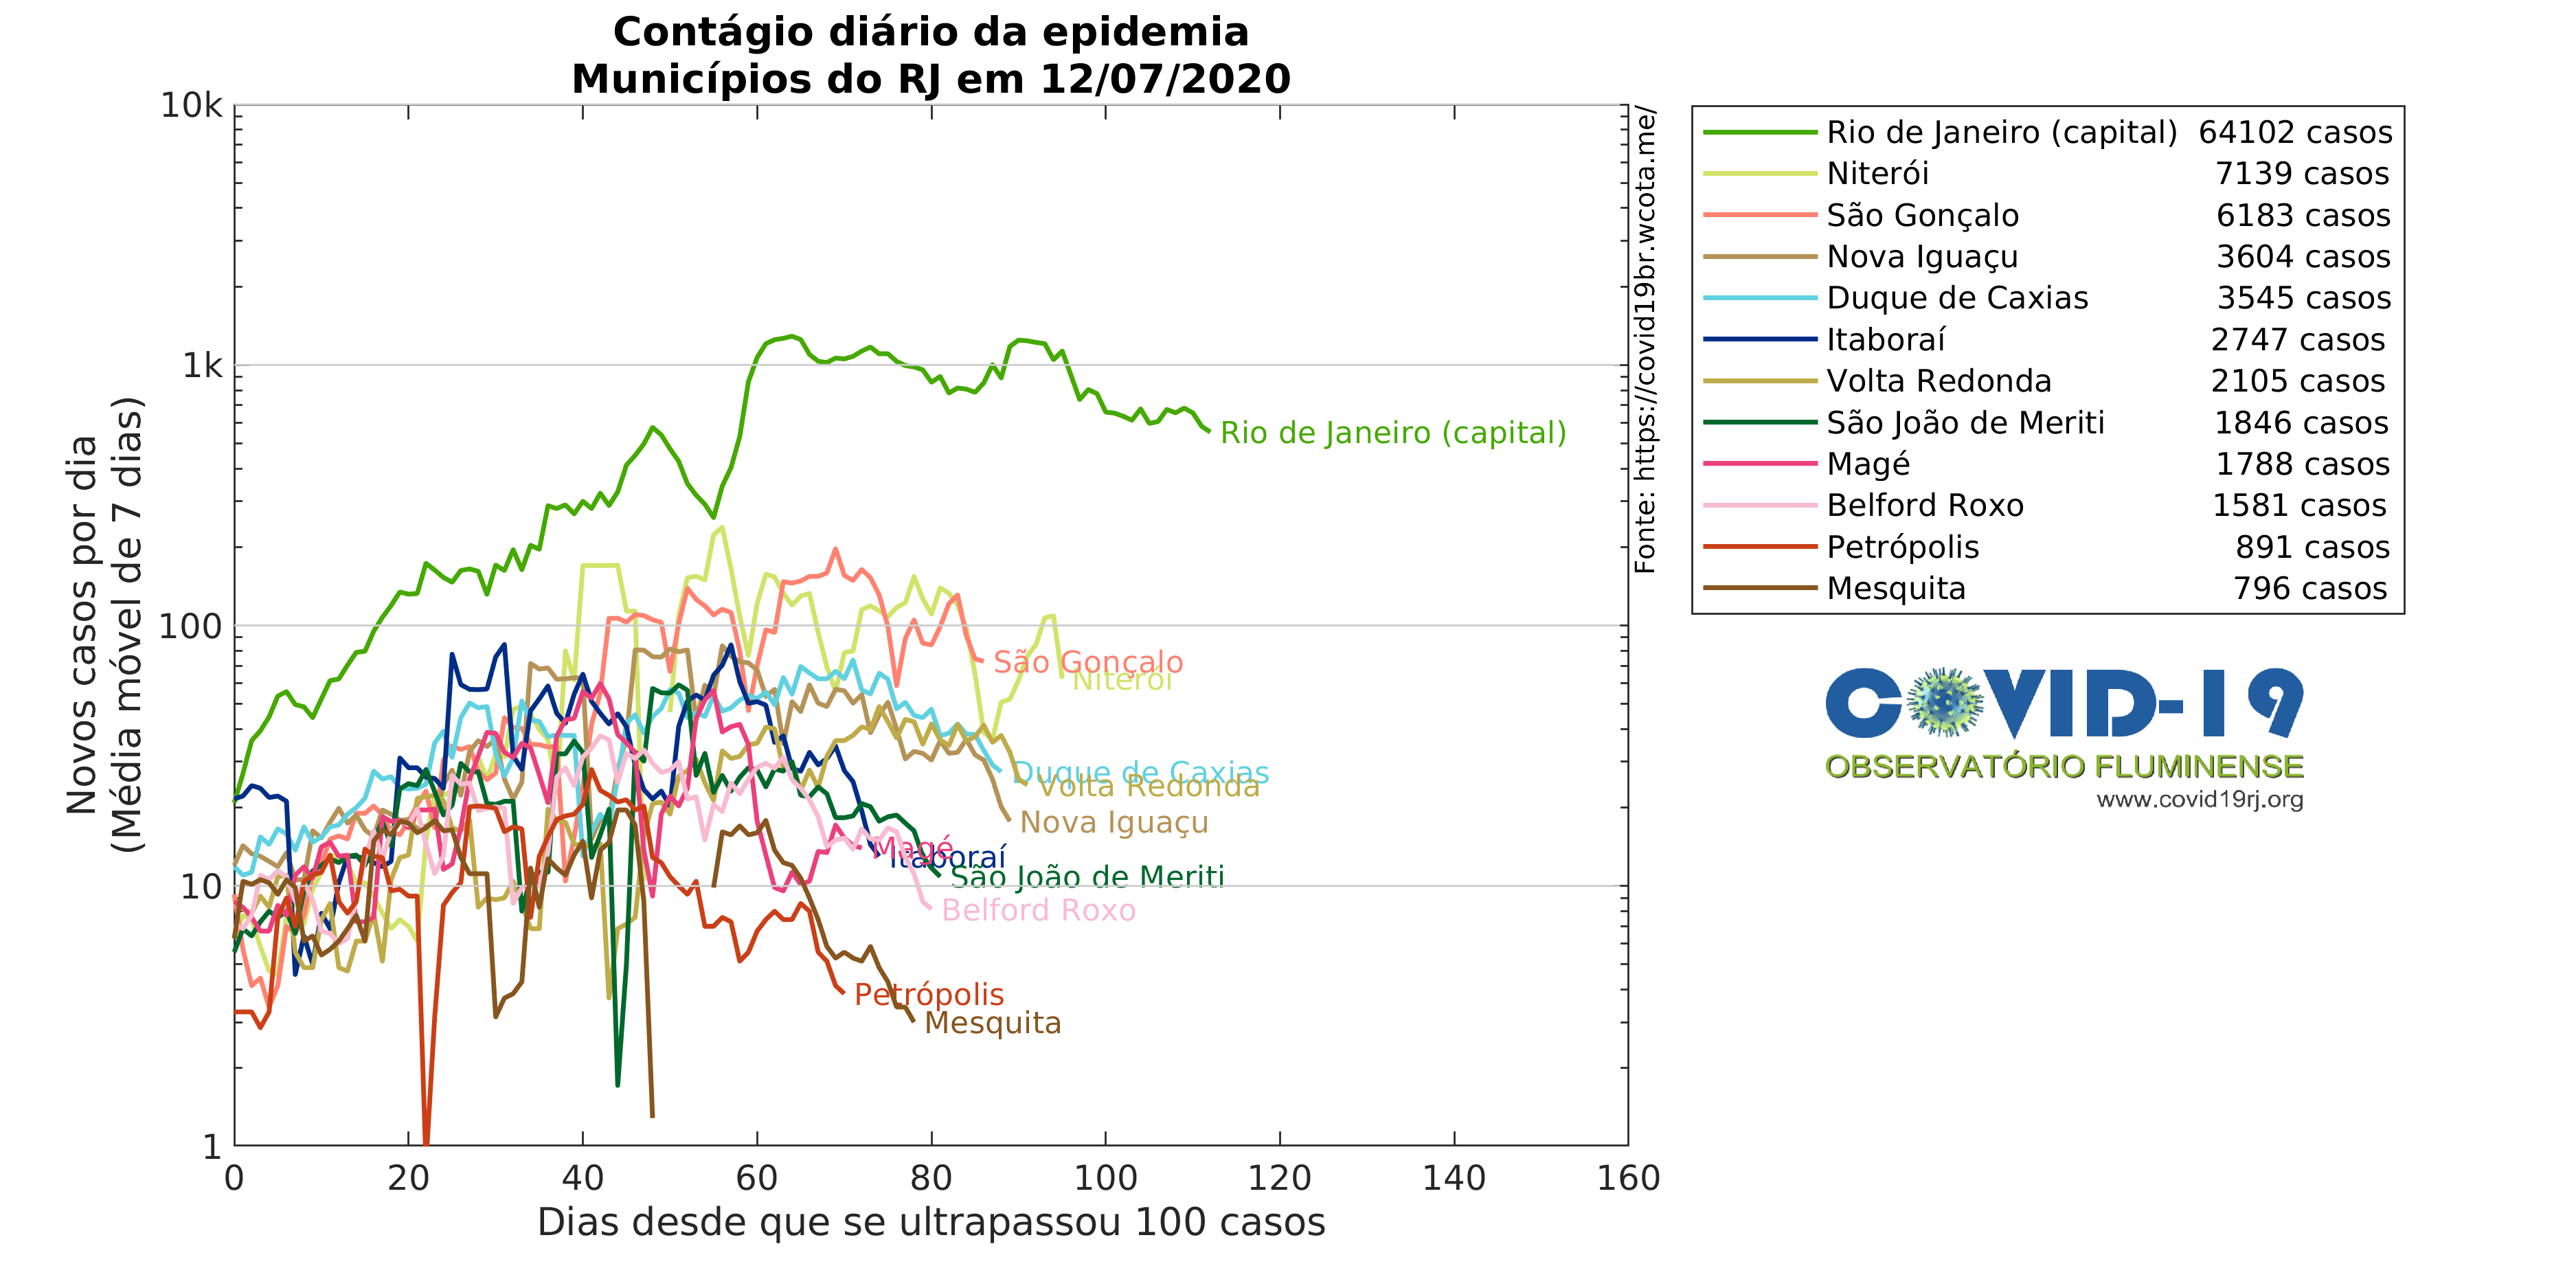 Contágio diário da epidemia
Municípios do RJ em 12/07/2020
Novos casos por dia
(Média móvel de 7 dias)
10k
1k
100
10
1
0 20 40 60 80 100 120 140 160
Dias desde que se ultrapassou 100 casos
Rio de Janeiro (capital)
São Gonçalo
Niterói
Duque de Caxias
Volta Redonda
Nova Iguaçu
Magé
Itaboraí
São João de Meriti
Belford Roxo
Petrópolis
Mesquita
Fonte: https://covid19br.wcota.me/
Rio de Janeiro (capital) 64102 casos
Niterói 7139 casos
São Gonçalo 6183 casos
Nova Iguaçu 3604 casos
Duque de Caxias 3545 casos
Itaboraí 2747 casos
Volta Redonda 2105 casos
São João de Meriti 1846 casos
Magé 1788 casos
Belford Roxo 1581 casos
Petrópolis 891 casos
Mesquita 796 casos
COVID-19
OBSERVATÓRIO FLUMINENSE
www.covid19rj.org